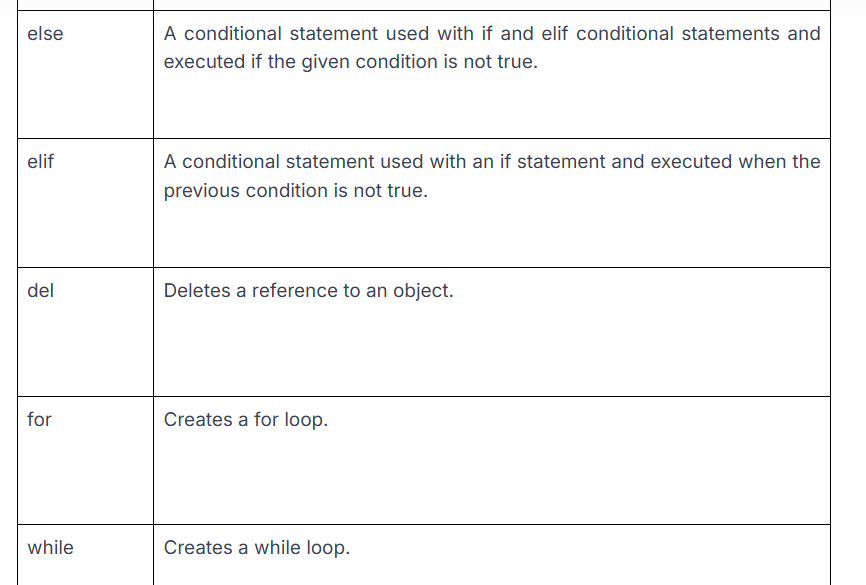 else
A conditional statement used with if and elif conditional statements and
executed if the given condition is not true.
elif
A conditional statement used with an if statement and executed when the
previous condition is not true.
del
Deletes a reference to an object.
for
Creates a for loop.
while
Creates a while loop.